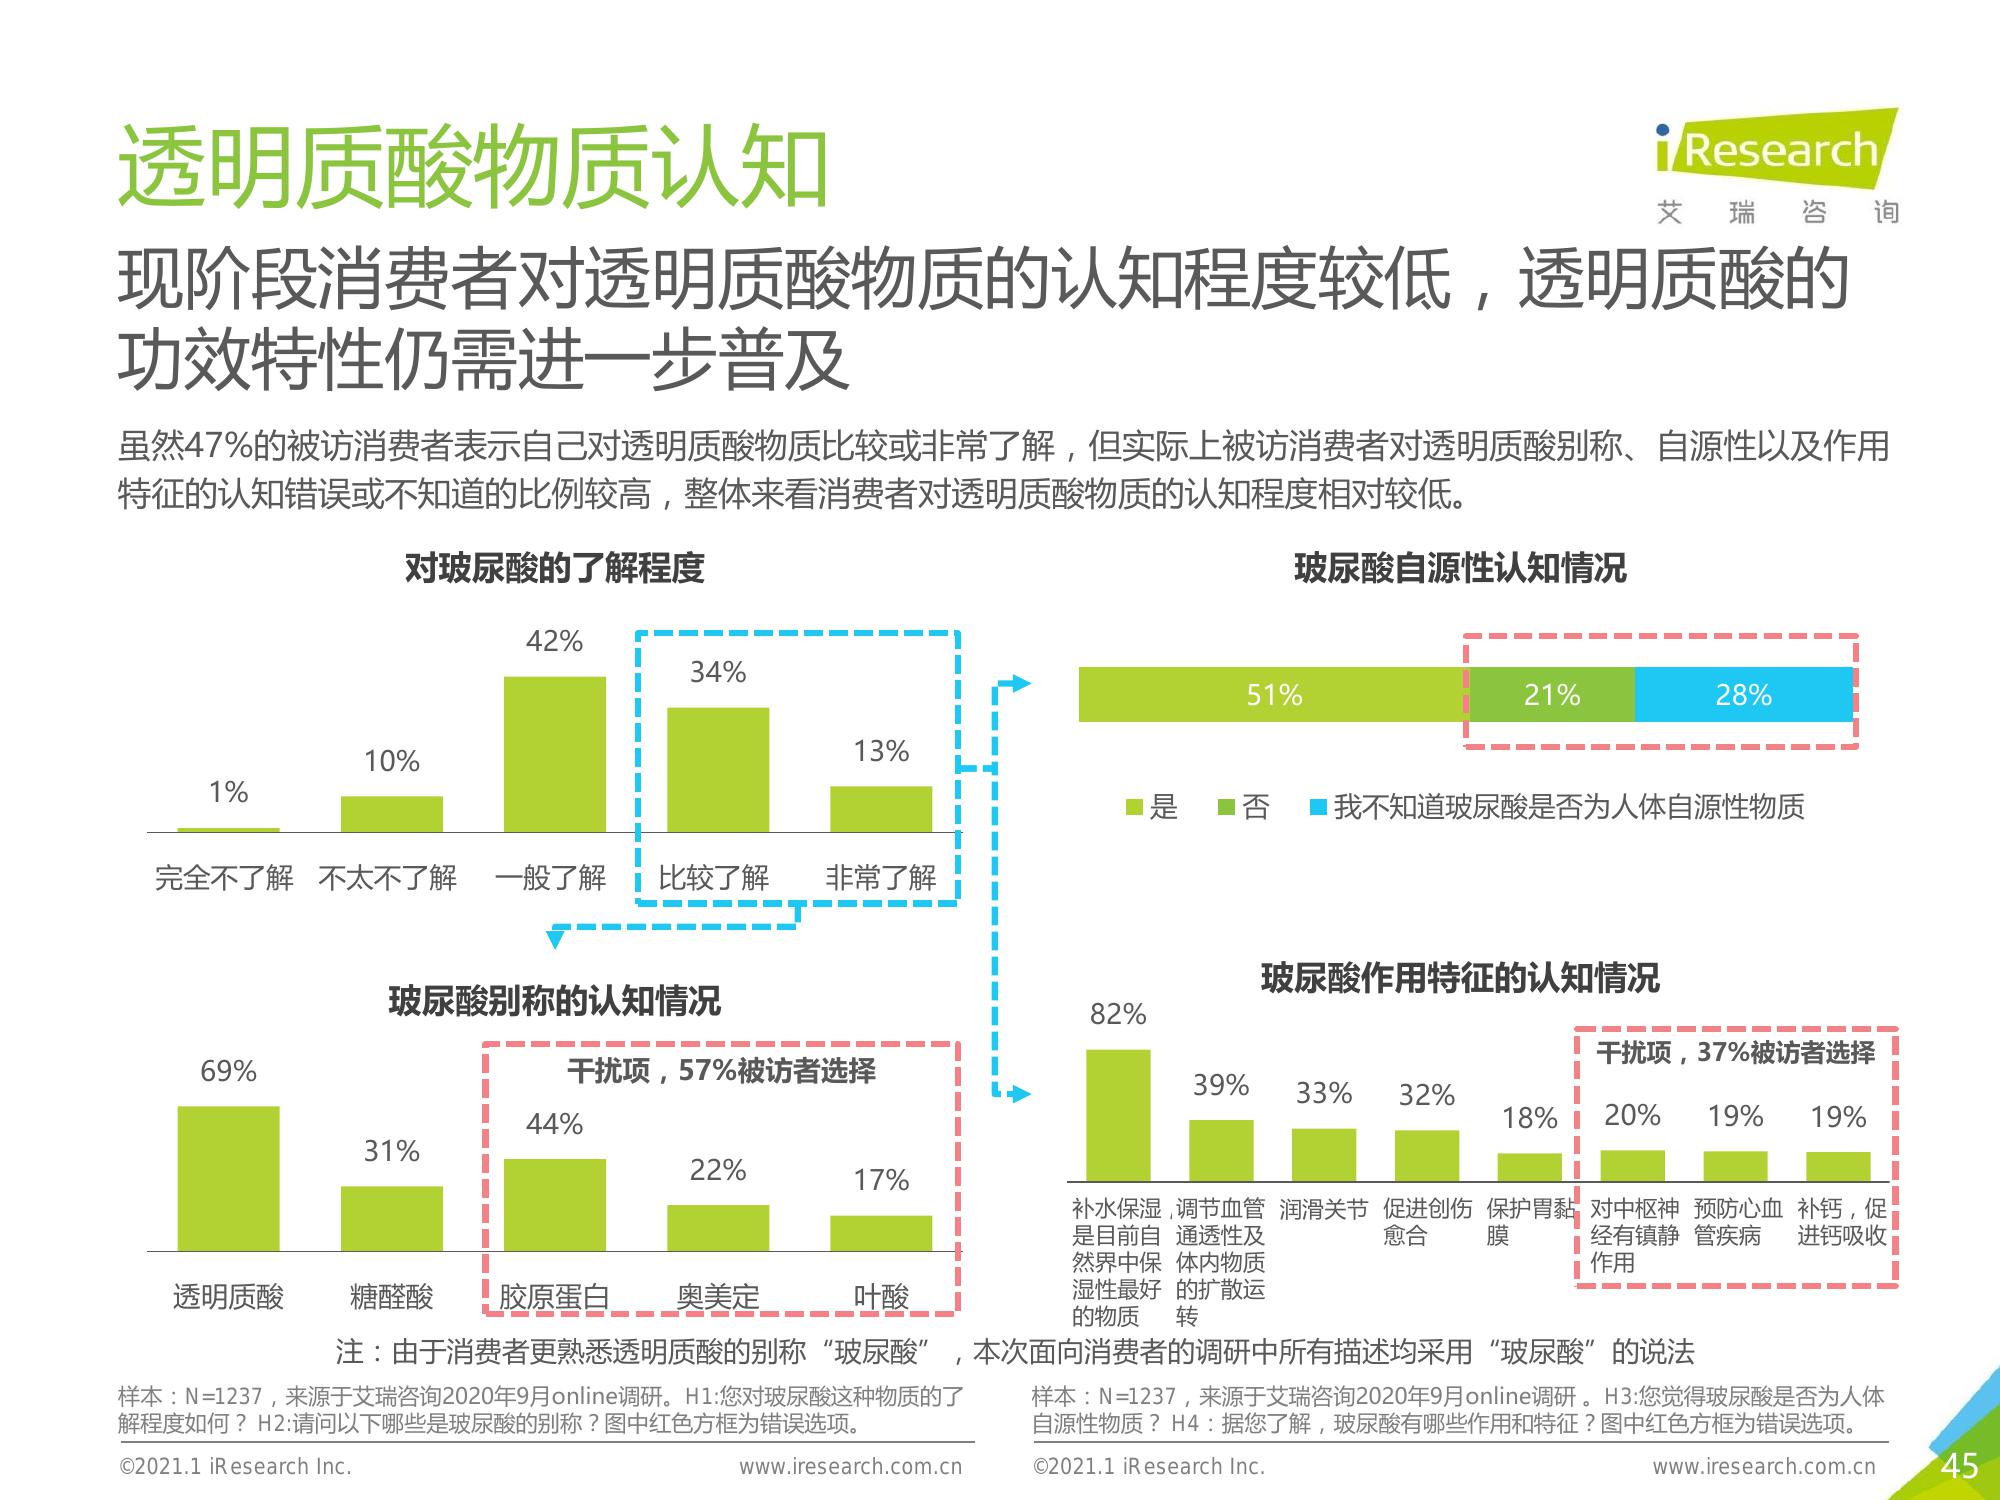 透明质酸物质认知
iResearch
艾 瑞 咨 询
现阶段消费者对透明质酸物质的认知程度较低，透明质酸的
功效特性仍需进一步普及
虽然47%的被访消费者表示自己对透明质酸物质比较或非常了解，但实际上被访消费者对透明质酸别称、自源性以及作用
特征的认知错误或不知道的比例较高，整体来看消费者对透明质酸物质的认知程度相对较低。
对玻尿酸的了解程度
1%
10%
42%
34%
13%
完全不了解
不太不了解
一般了解
比较了解
非常了解
玻尿酸自源性认知情况
51%
21%
28%
是
否
我不知道玻尿酸是否为人体自源性物质
玻尿酸别称的认知情况
干扰项，57%被访者选择
69%
31%
44%
22%
17%
透明质酸
糖醛酸
胶原蛋白
奥美定
叶酸
玻尿酸作用特征的认知情况
干扰项，37%被访者选择
82%
39%
33%
32%
18%
20%
19%
19%
补水保湿，
是目前自
然界中保
湿性最好
的物质
调节血管
通透性及
体内物质
的扩散运
转
润滑关节
促进创伤
愈合
保护胃黏
膜
对中枢神
经有镇静
作用
预防心血
管疾病
补钙，促
进钙吸收
注：由于消费者更熟悉透明质酸的别称“玻尿酸”，本次面向消费者的调研中所有描述均采用“玻尿酸”的说法
样本：N=1237，来源于艾瑞咨询2020年9月online调研。H1:您对玻尿酸这种物质的了
解程度如何？ H2:请问以下哪些是玻尿酸的别称？图中红色方框为错误选项。
样本：N=1237，来源于艾瑞咨询2020年9月online调研 。H3:您觉得玻尿酸是否为人体
自源性物质？ H4：据您了解，玻尿酸有哪些作用和特征？图中红色方框为错误选项。
©2021.1 iResearch Inc.
www.iresearch.com.cn
©2021.1 iResearch Inc.
www.iresearch.com.cn
45